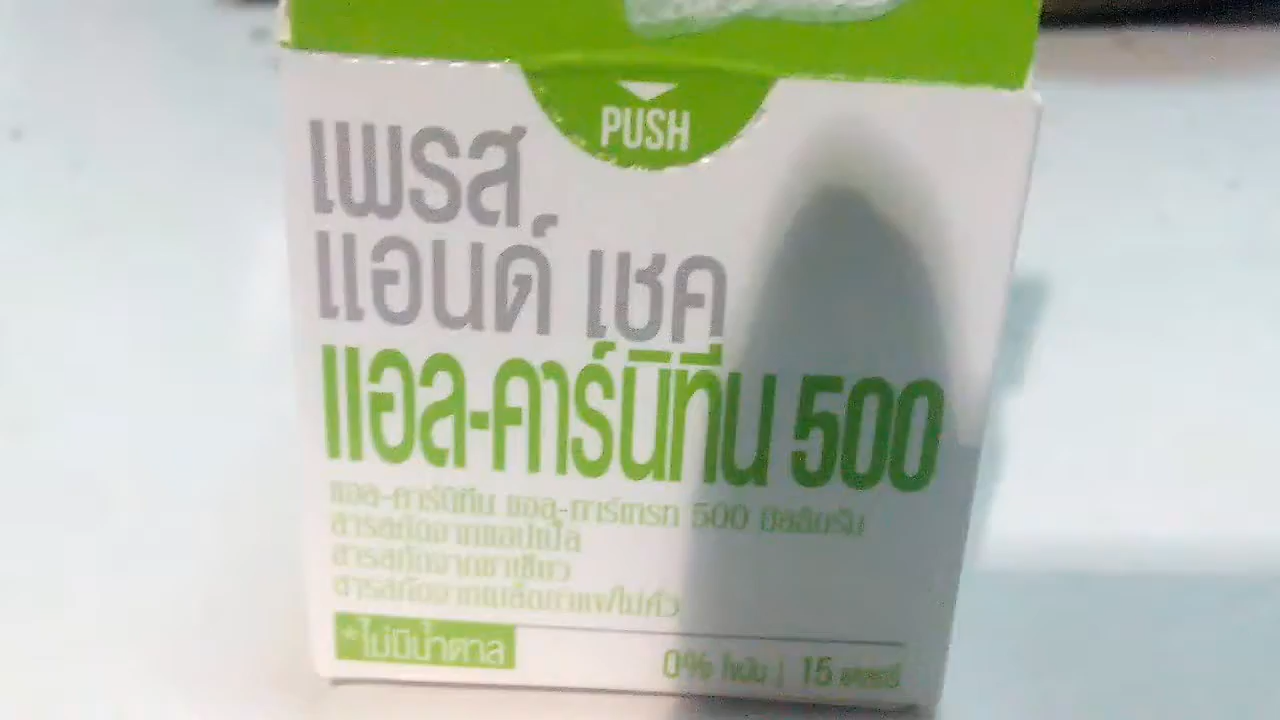 PUSH
เพรส
แอนด์ เชค
แอล-คาร์นิทีน 500
แอล-คาร์นิทีน แอล-ทาร์เทรท 500 มิลลิกรัม
สารสกัดจากแอปเปิ้ล
สารสกัดจากชาเขียว
สารสกัดจากเมล็ดกาแฟไม่คั่ว
*ไม่มีน้ำตาล
0% ไขมัน | 15 แคลอรี่